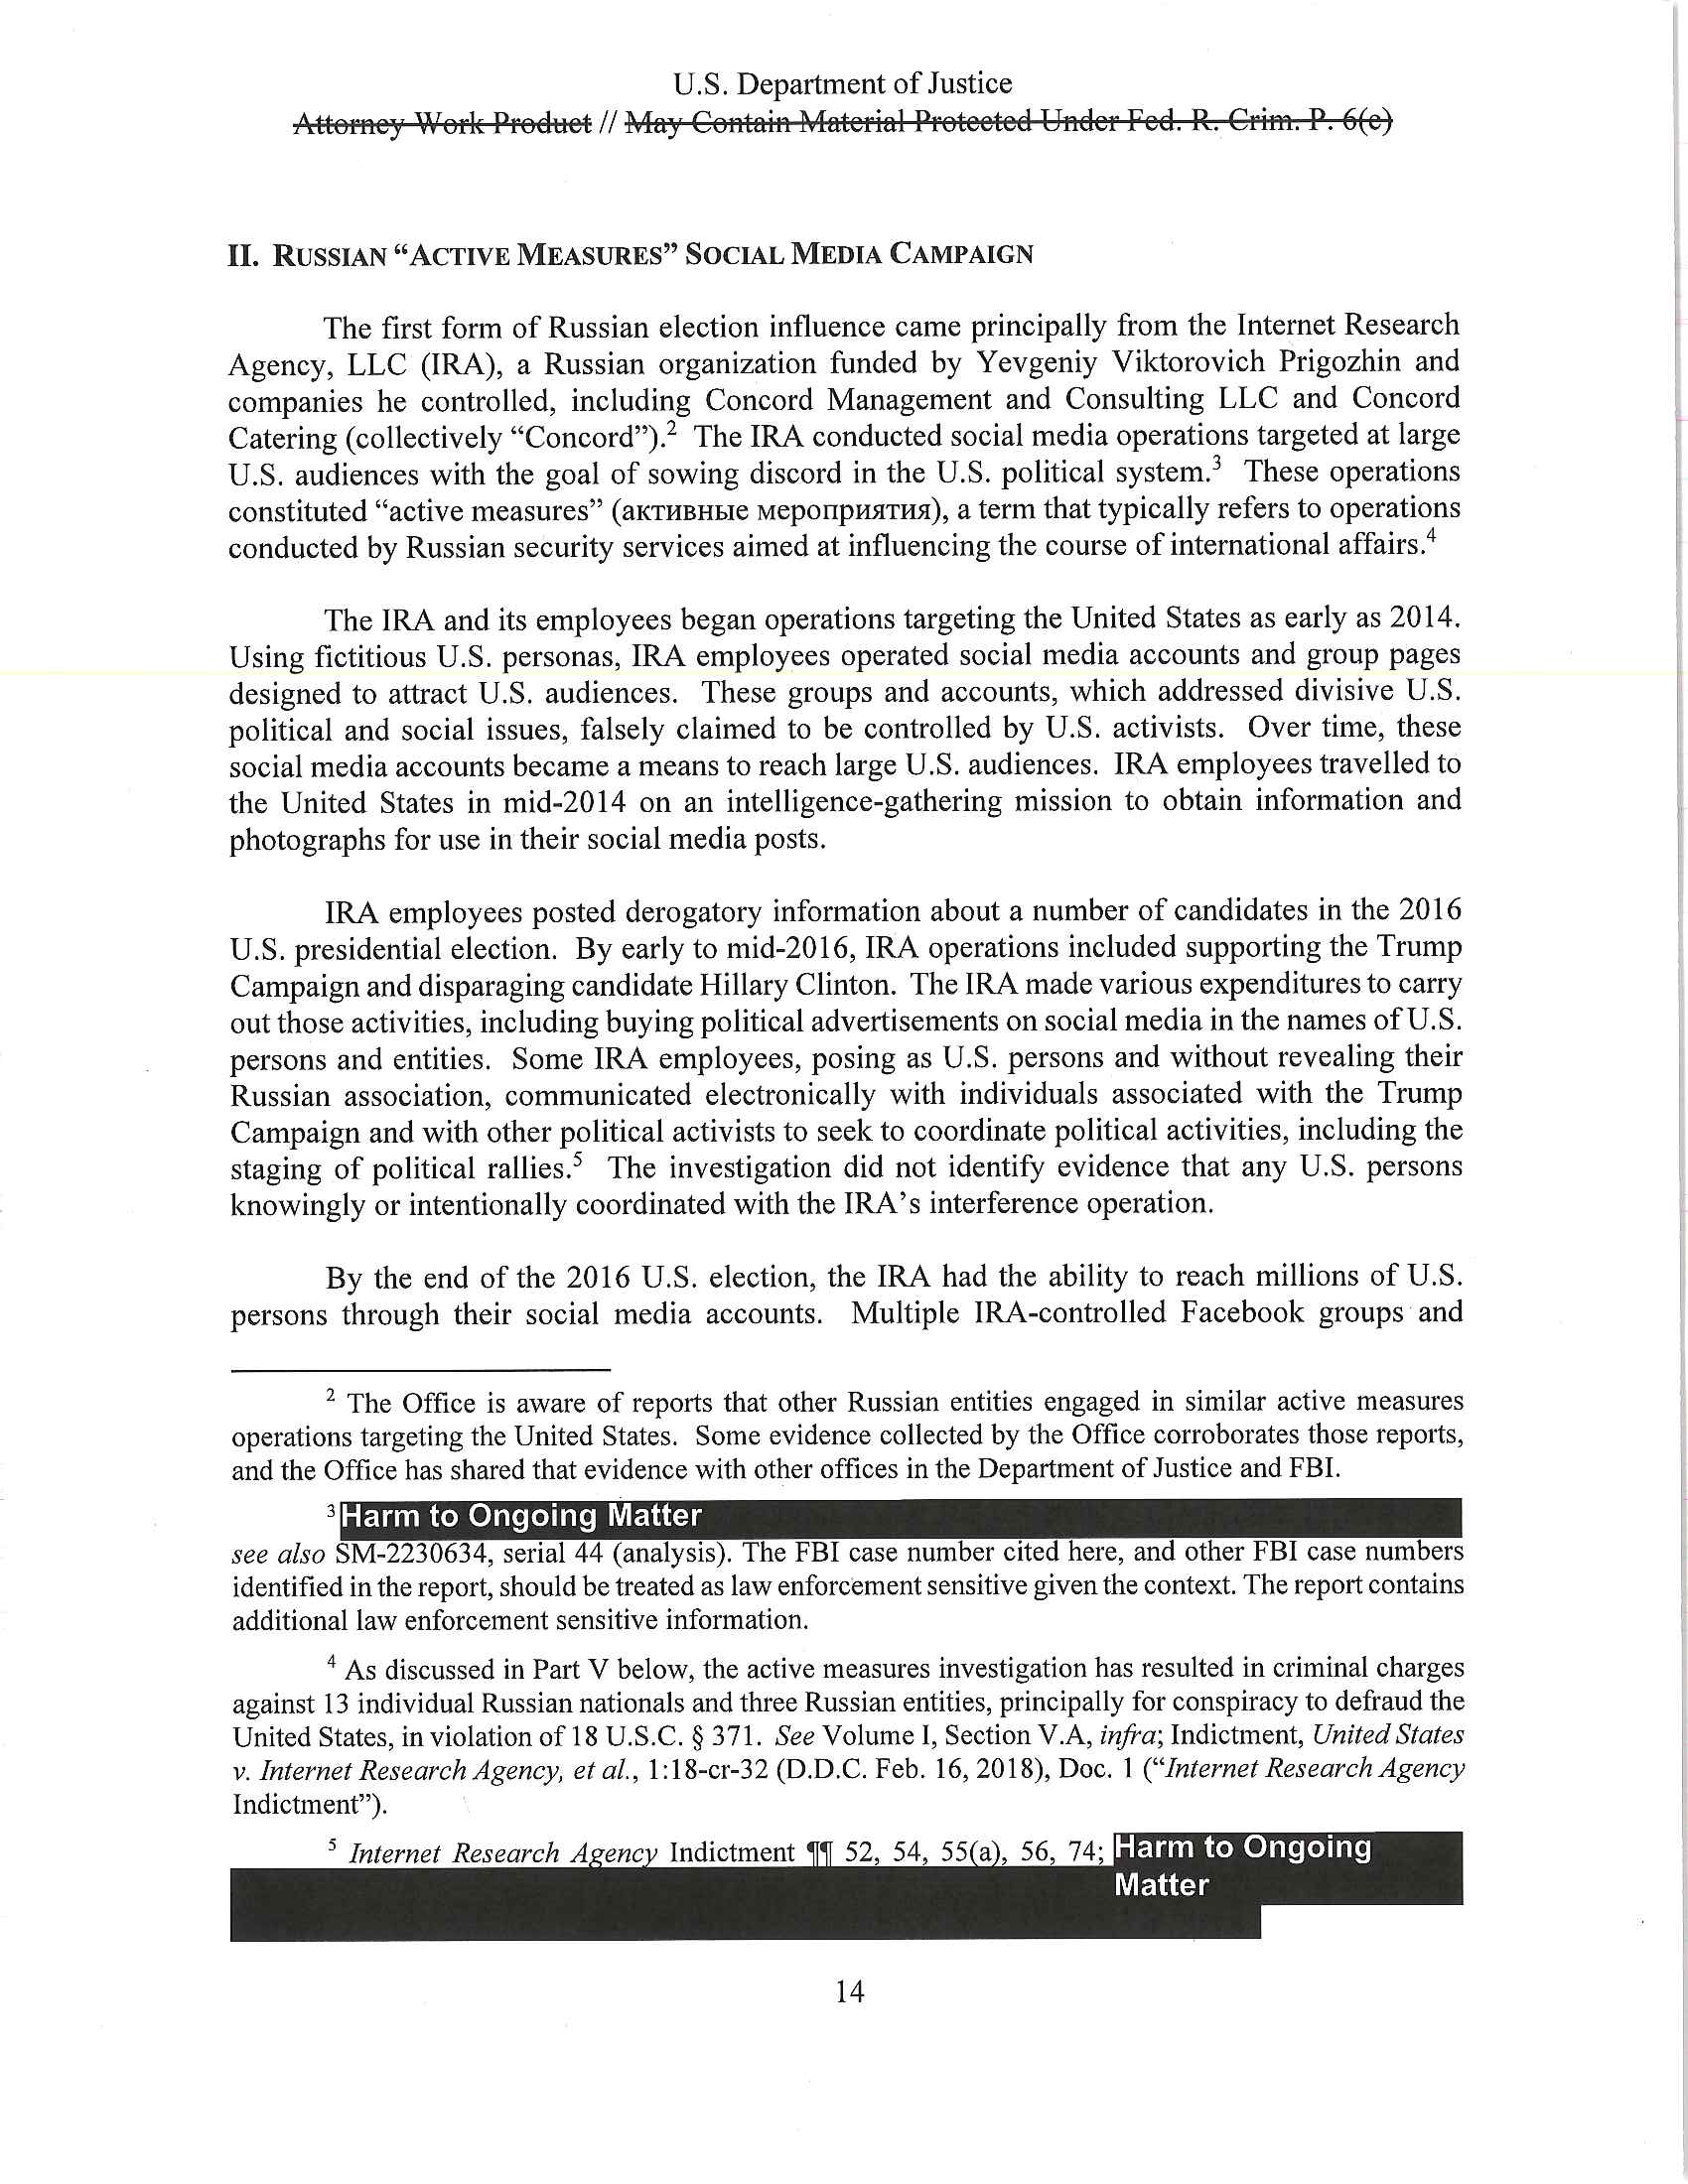 U.S. Department of Justice
Attorney Work Product // May Contain Material Protected Under Fed. R. Crim. P. 6(e)
II. RUSSIAN “ACTIVE MEASURES” SOCIAL MEDIA CAMPAIGN
The first form of Russian election influence came principally from the Internet Research
Agency, LLC (IRA), a Russian organization funded by Yevgeniy Viktorovich Prigozhin and
companies he controlled, including Concord Management and Consulting LLC and Concord
Catering (collectively “Concord”).2 The IRA conducted social media operations targeted at large
U.S. audiences with the goal of sowing discord in the U.S. political system.3 These operations
constituted “active measures” (активные мероприятия), a term that typically refers to operations
conducted by Russian security services aimed at influencing the course of international affairs.4
The IRA and its employees began operations targeting the United States as early as 2014.
Using fictitious U.S. personas, IRA employees operated social media accounts and group pages
designed to attract U.S. audiences. These groups and accounts, which addressed divisive U.S.
political and social issues, falsely claimed to be controlled by U.S. activists. Over time, these
social media accounts became a means to reach large U.S. audiences. IRA employees travelled to
the United States in mid-2014 on an intelligence-gathering mission to obtain information and
photographs for use in their social media posts.
IRA employees posted derogatory information about a number of candidates in the 2016
U.S. presidential election. By early to mid-2016, IRA operations included supporting the Trump
Campaign and disparaging candidate Hillary Clinton. The IRA made various expenditures to carry
out those activities, including buying political advertisements on social media in the names of U.S.
persons and entities. Some IRA employees, posing as U.S. persons and without revealing their
Russian association, communicated electronically with individuals associated with the Trump
Campaign and with other political activists to seek to coordinate political activities, including the
staging of political rallies.5 The investigation did not identify evidence that any U.S. persons
knowingly or intentionally coordinated with the IRA’s interference operation.
By the end of the 2016 U.S. election, the IRA had the ability to reach millions of U.S.
persons through their social media accounts. Multiple IRA-controlled Facebook groups and
2 The Office is aware of reports that other Russian entities engaged in similar active measures
operations targeting the United States. Some evidence collected by the Office corroborates those reports,
and the Office has shared that evidence with other offices in the Department of Justice and FBI.
3 Harm to Ongoing Matter
see also SM-2230634, serial 44 (analysis). The FBI case number cited here, and other FBI case numbers
identified in the report, should be treated as law enforcement sensitive given the context. The report contains
additional law enforcement sensitive information.
4 As discussed in Part V below, the active measures investigation has resulted in criminal charges
against 13 individual Russian nationals and three Russian entities, principally for conspiracy to defraud the
United States, in violation of 18 U.S.C. § 371. See Volume I, Section V.A, infra; Indictment, United States
v. Internet Research Agency, et al., 1:18-cr-32 (D.D.C. Feb. 16, 2018), Doc. 1 (“Internet Research Agency
Indictment”).
5 Internet Research Agency Indictment ¶¶ 52, 54, 55(a), 56, 74; Harm to Ongoing
Matter
14